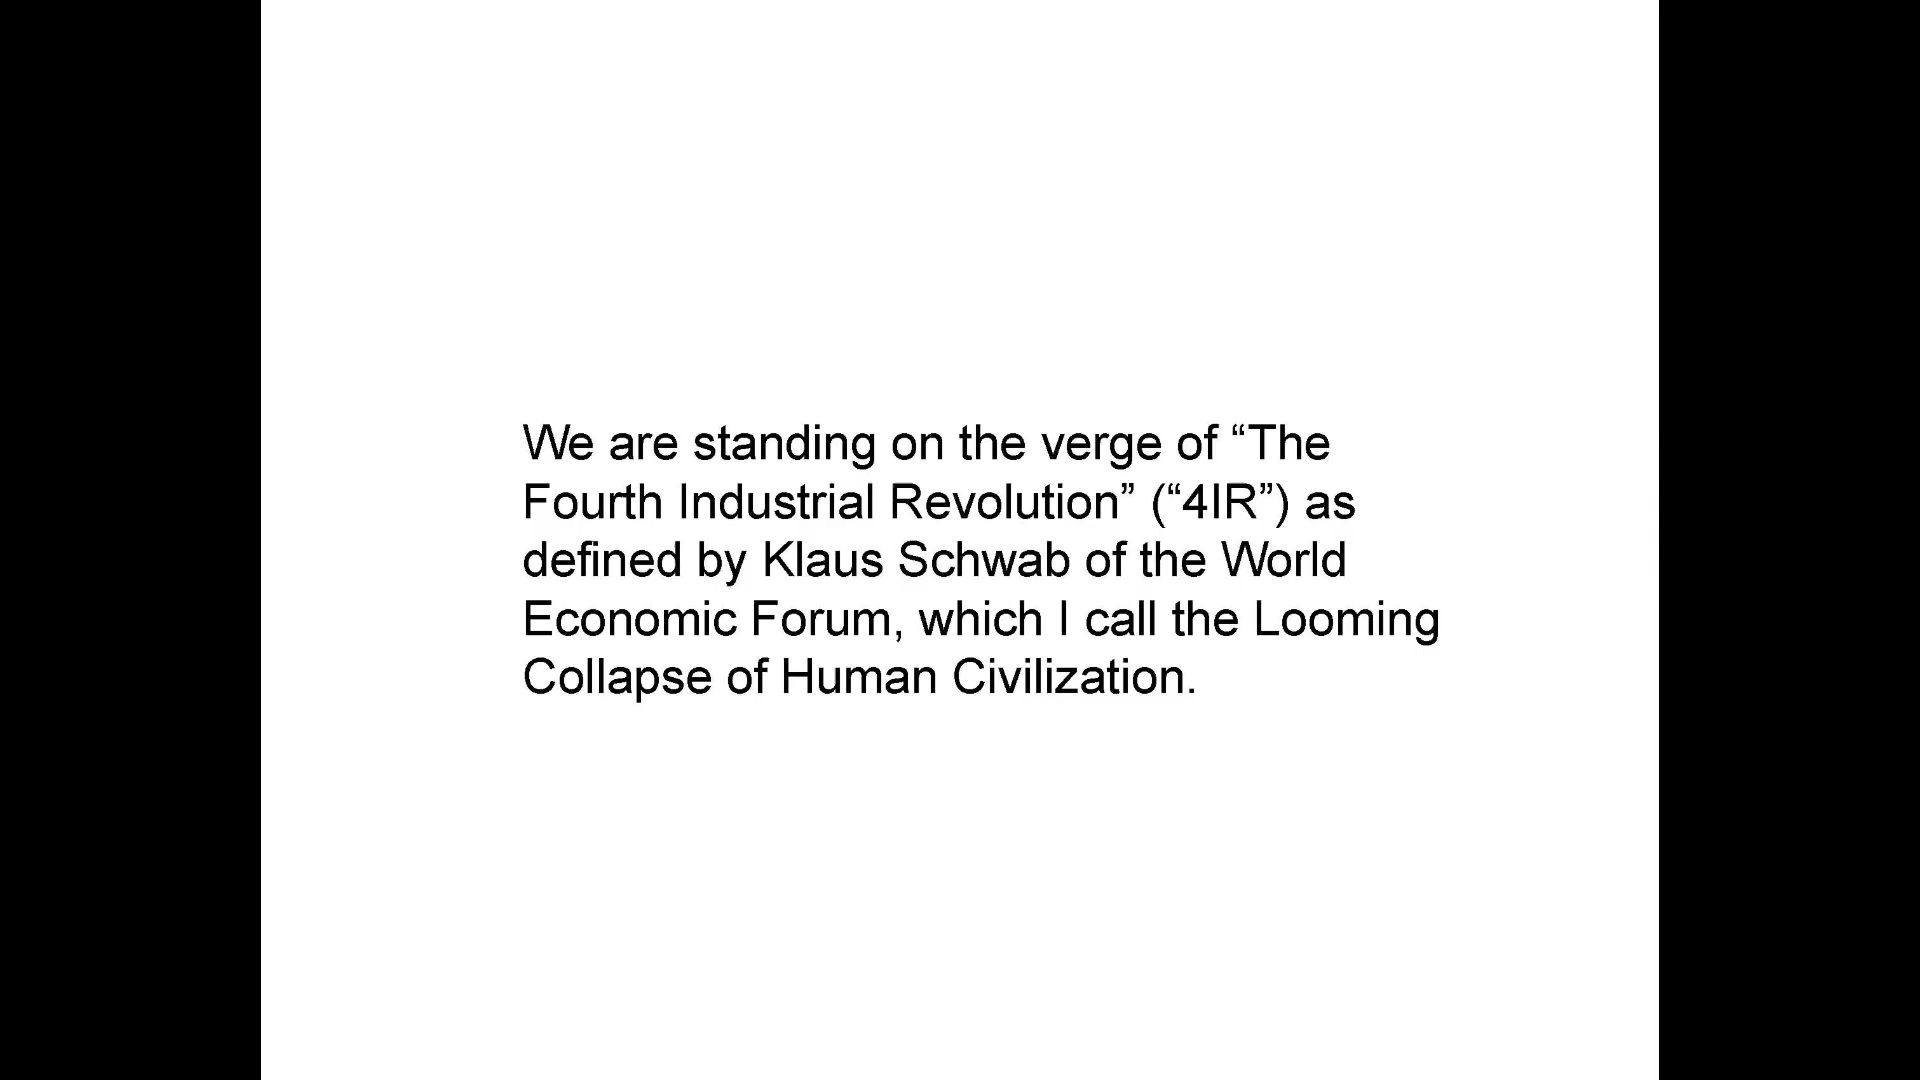 We are standing on the verge of “The
Fourth Industrial Revolution” (“4IR”) as
defined by Klaus Schwab of the World
Economic Forum, which I call the Looming
Collapse of Human Civilization.